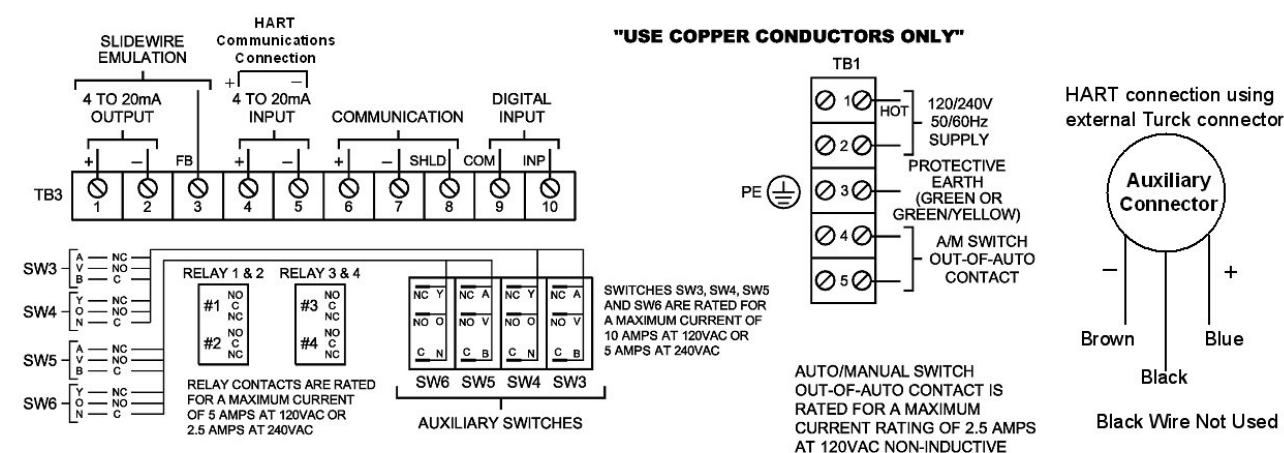 SLIDEWIRE
EMULATION
HART
Communications
Connection
+ −
4 TO 20mA
OUTPUT
4 TO 20mA
INPUT
COMMUNICATION
DIGITAL
INPUT
+ − FB + − + − SHLD COM INP
TB3
1 2 3 4 5 6 7 8 9 10
SW3
A NC
V NO
B C
SW4
Y NC
O NO
N C
SW5
A NC
V NO
B C
SW6
Y NC
O NO
N C
RELAY 1 & 2
#1
NO
C
NC
#2
NO
C
NC
RELAY 3 & 4
#3
NO
C
NC
#4
NO
C
NC
RELAY CONTACTS ARE RATED
FOR A MAXIMUM CURRENT
OF 5 AMPS AT 120VAC OR
2.5 AMPS AT 240VAC
NC Y NC A NC Y NC A
NO O NO V NO O NO V
C N C B C N C B
SW6 SW5 SW4 SW3
AUXILIARY SWITCHES
SWITCHES SW3, SW4, SW5
AND SW6 ARE RATED FOR
A MAXIMUM CURRENT OF
10 AMPS AT 120VAC OR
5 AMPS AT 240VAC
"USE COPPER CONDUCTORS ONLY"
TB1
1
HOT
2
120/240V
50/60Hz
SUPPLY
PE
3
PROTECTIVE
EARTH
(GREEN OR
GREEN/YELLOW)
4
5
A/M SWITCH
OUT-OF-AUTO
CONTACT
AUTO/MANUAL SWITCH
OUT-OF-AUTO CONTACT IS
RATED FOR A MAXIMUM
CURRENT RATING OF 2.5 AMPS
AT 120VAC NON-INDUCTIVE
HART connection using
external Turck connector
Auxiliary
Connector
− +
Brown Blue
Black
Black Wire Not Used